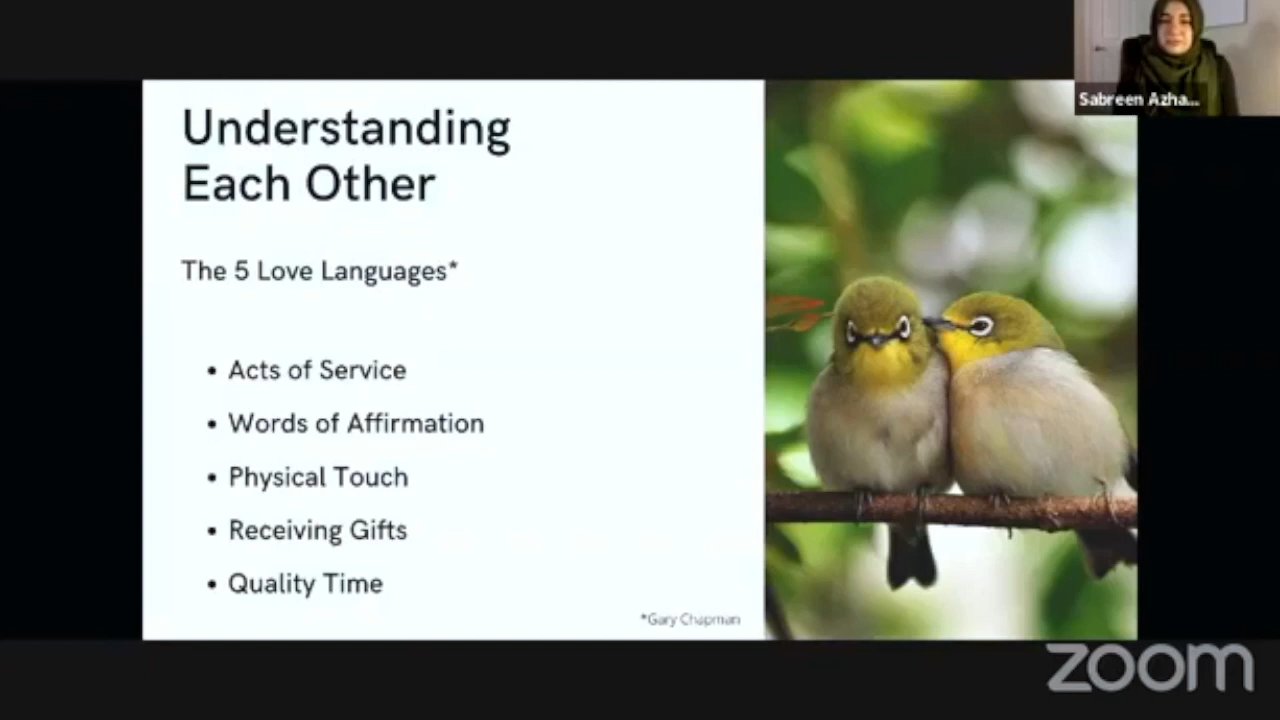 Sabreen Azha...
Understanding
Each Other
The 5 Love Languages*
• Acts of Service
• Words of Affirmation
• Physical Touch
• Receiving Gifts
• Quality Time
*Gary Chapman
zoom